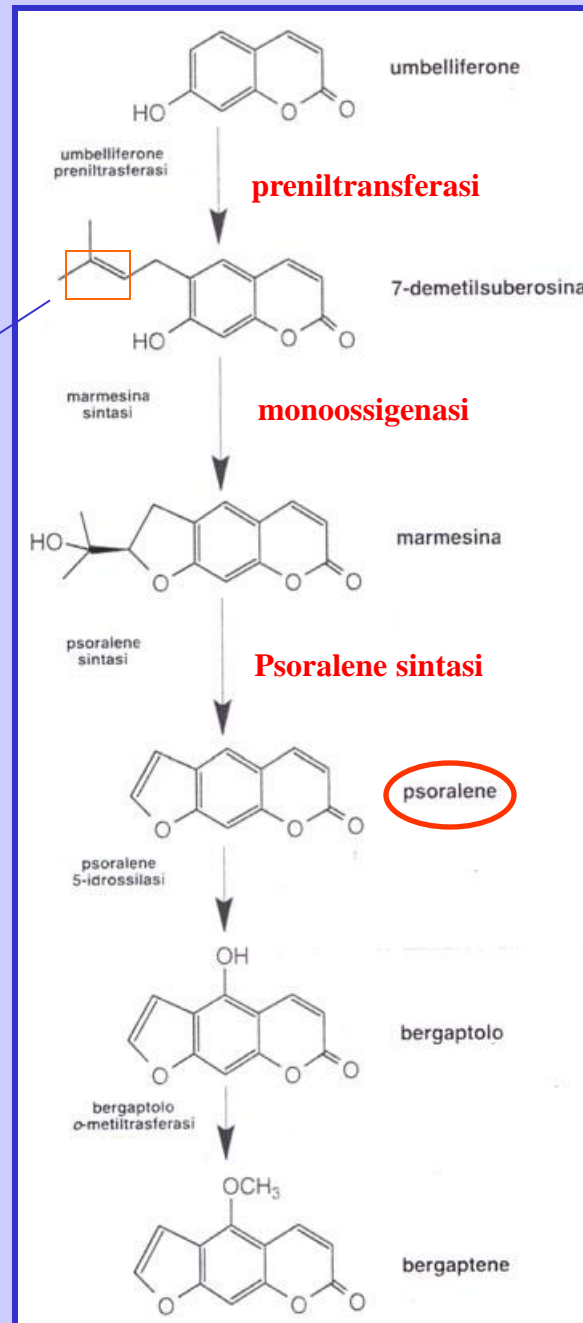 umbelliferone
HO
O
O
umbelliferone
preniltrasferasi
preniltransferasi
7-demetilsuberosina
HO
O
O
marmesina
sintasi
monoossigenasi
HO
marmesina
O
O
O
psoralene
sintasi
Psoralene sintasi
psoralene
O
O
O
psoralene
5-idrossilasi
OH
bergaptolo
O
O
O
bergaptolo
o-metiltrasferasi
OCH3
bergaptene
O
O
O